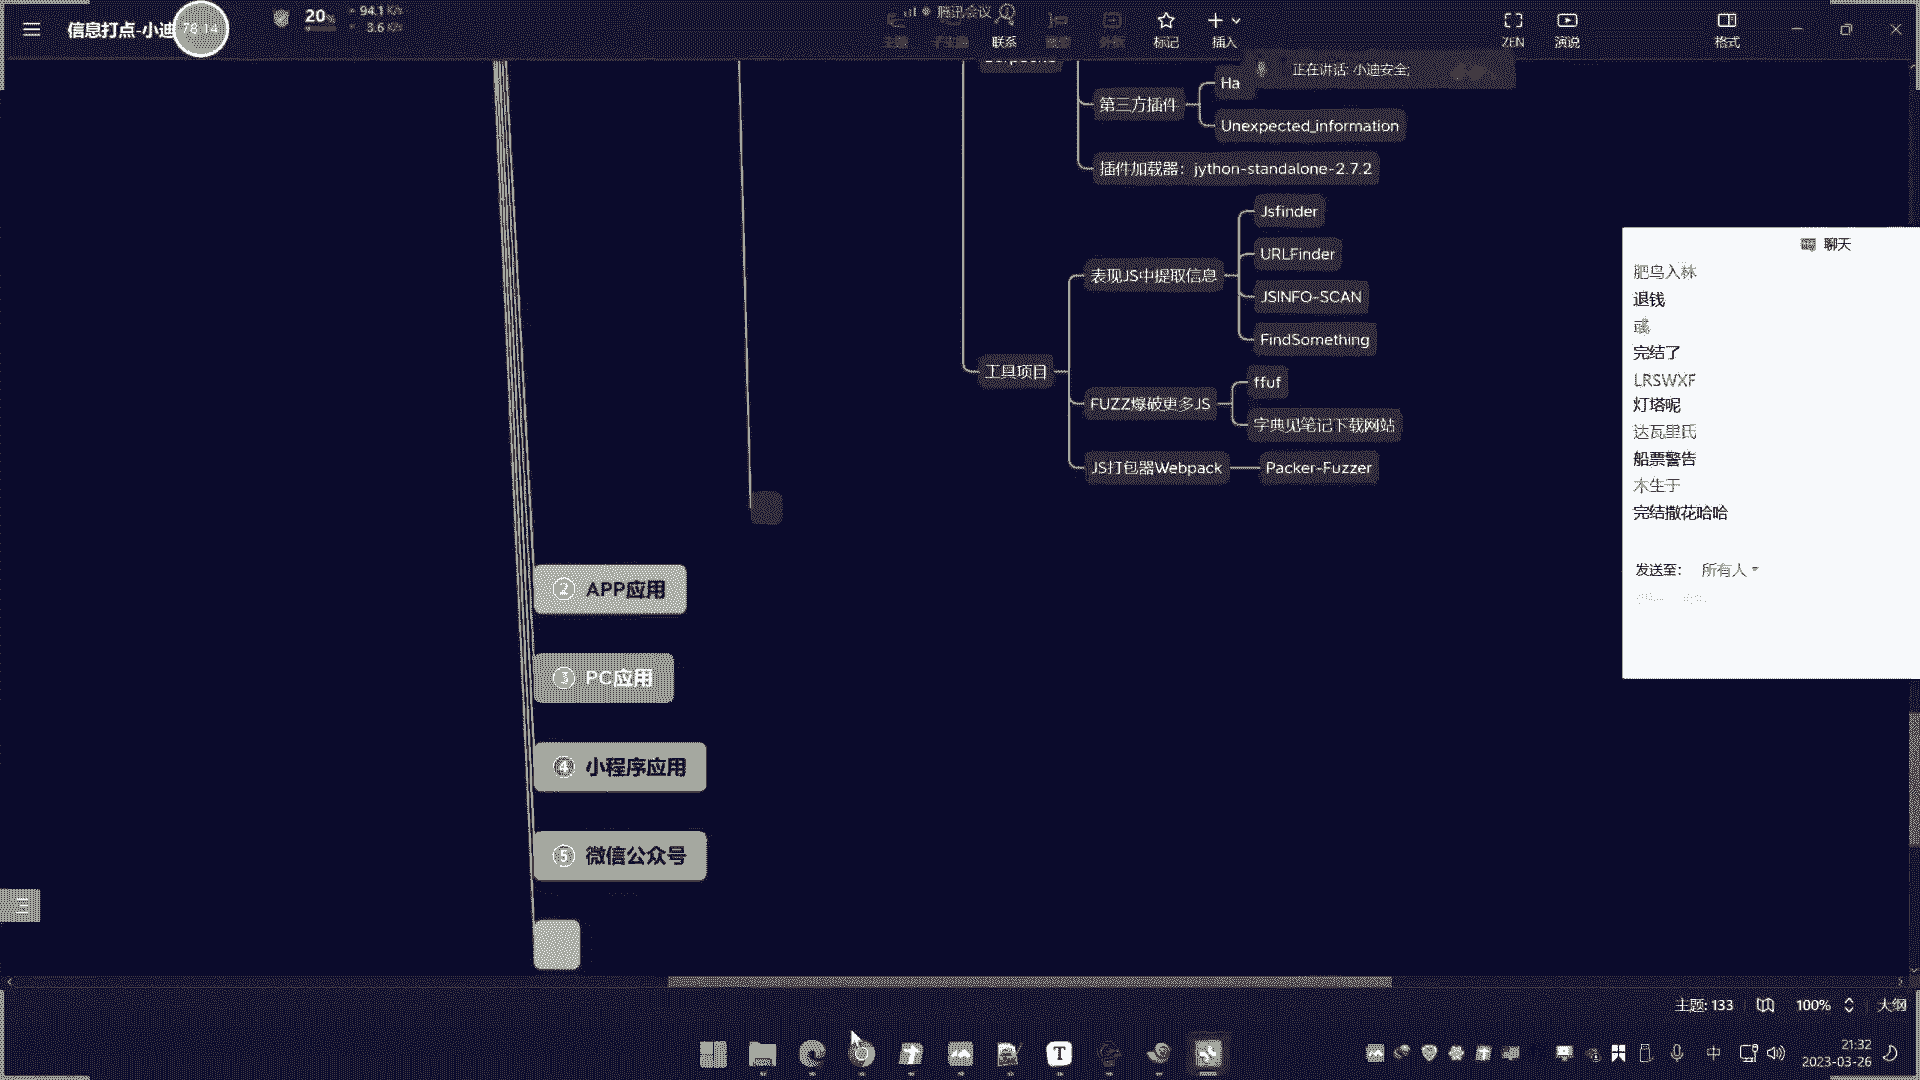 信息打点-小迪
78:14
20%
94.1 K/s
3.6 K/s
腾讯会议
联系
标记
插入
ZEN
演说
格式
正在讲话: 小迪安全;
Ha
第三方插件
Unexpected_information
插件加载器：jython-standalone-2.7.2
Jsfinder
URLFinder
表现JS中提取信息
JSINFO-SCAN
FindSomething
工具项目
ffuf
FUZZ爆破更多JS
字典见笔记下载网站
JS打包器Webpack
Packer-Fuzzer
② APP应用
③ PC应用
④ 小程序应用
⑤ 微信公众号
聊天
肥鸟入林
退钱
完结了
LRSWXF
灯塔呢
达瓦里氏
船票警告
木生于
完结撒花哈哈
发送至： 所有人
主题: 133
100%
大纲
中
21:32
2023-03-26